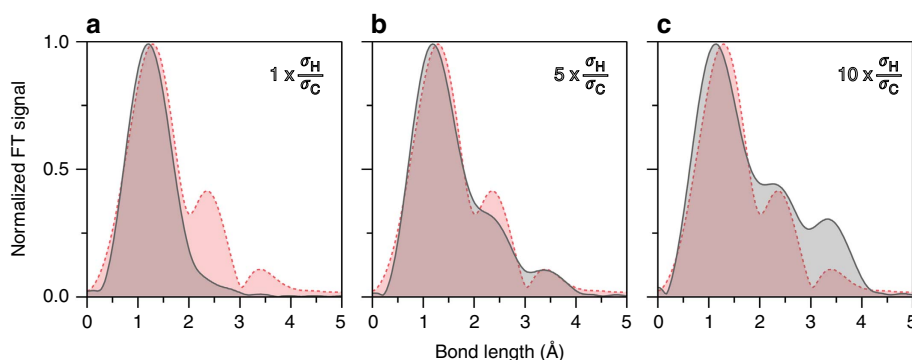 a
b
c
1 x σH/σC
5 x σH/σC
10 x σH/σC
Normalized FT signal
1.0
0.5
0.0
0 1 2 3 4 5
0 1 2 3 4 5
0 1 2 3 4 5
Bond length (Å)